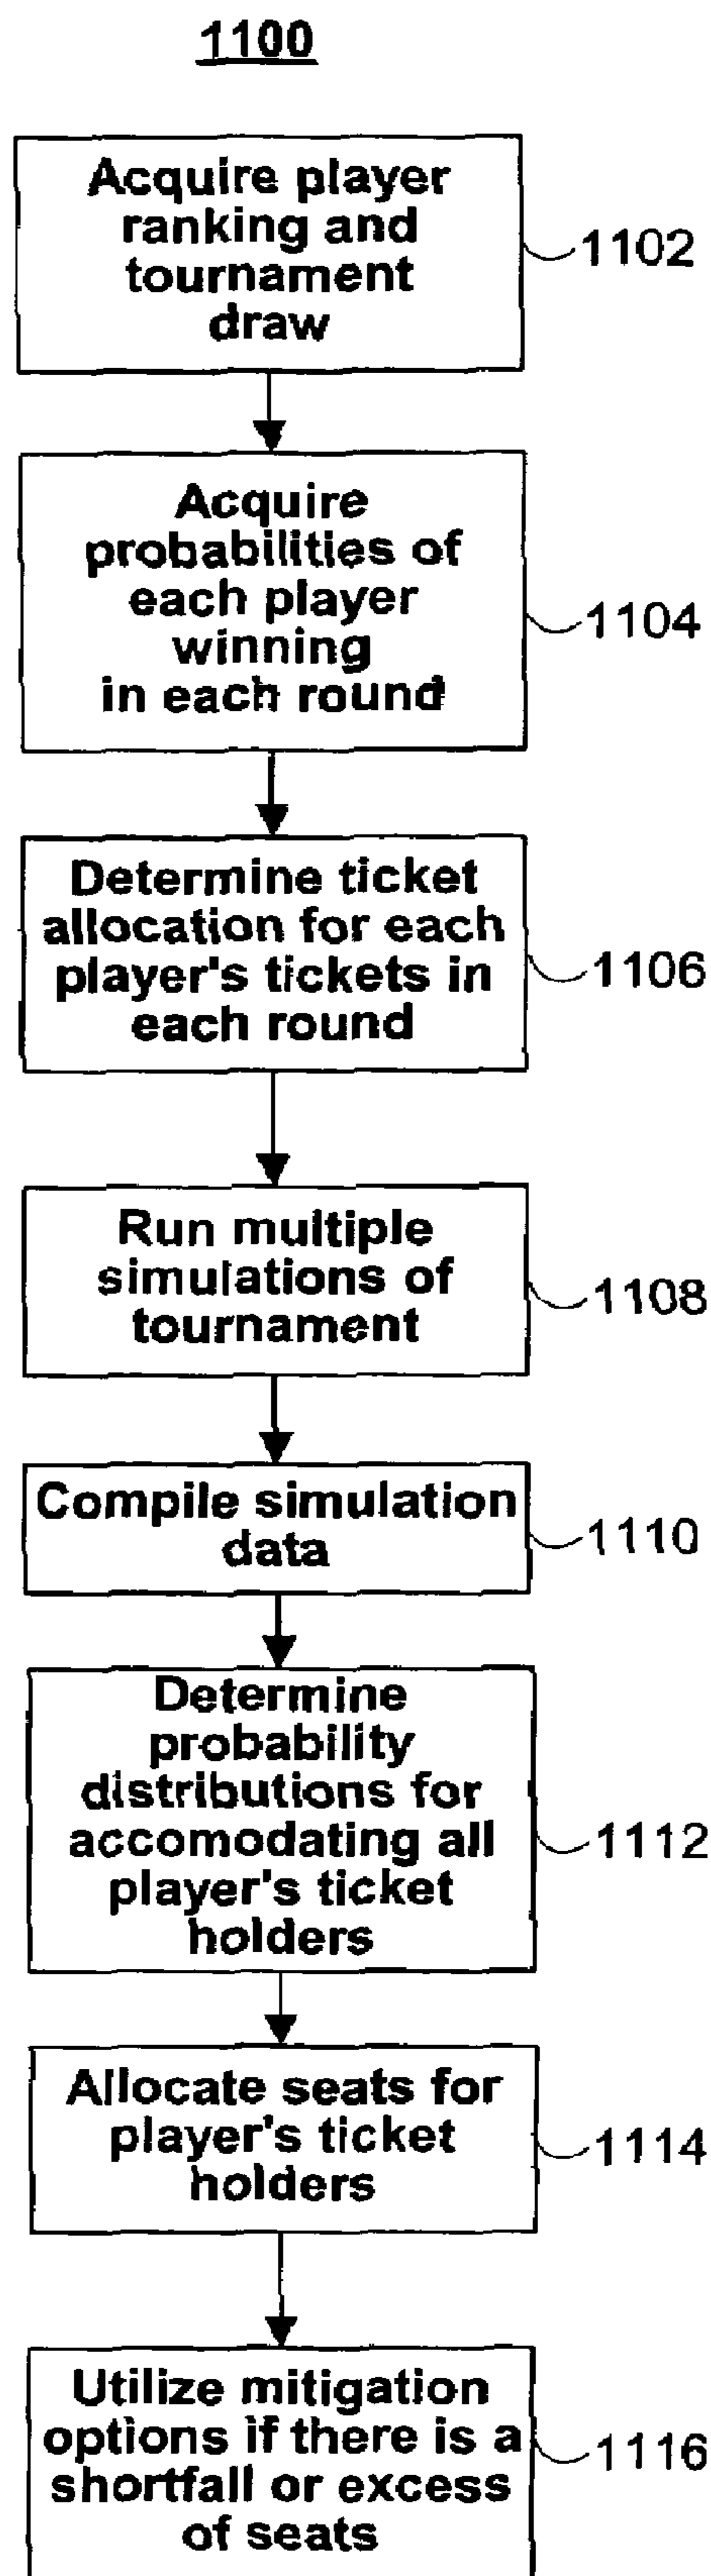 1100
Acquire player
ranking and
tournament
draw
1102
Acquire
probabilities of
each player
winning
in each round
1104
Determine ticket
allocation for each
player's tickets in
each round
1106
Run multiple
simulations of
tournament
1108
Compile simulation
data
1110
Determine
probability
distributions for
accomodating all
player's ticket
holders
1112
Allocate seats for
player's ticket
holders
1114
Utilize mitigation
options if there is a
shortfall or excess
of seats
1116